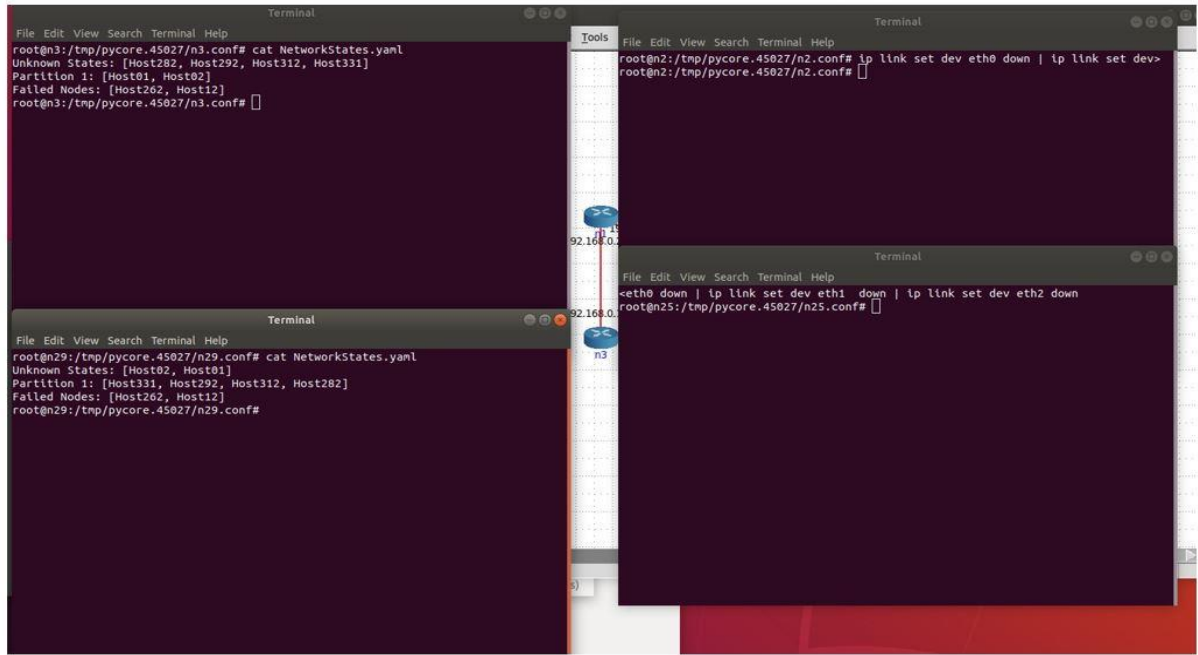 Terminal
File Edit View Search Terminal Help
root@n3:/tmp/pycore.45027/n3.conf# cat NetworkStates.yaml
Unknown States: [Host282, Host292, Host312, Host331]
Partition 1: [Host01, Host02]
Failed Nodes: [Host262, Host12]
root@n3:/tmp/pycore.45027/n3.conf#
Terminal
File Edit View Search Terminal Help
root@n29:/tmp/pycore.45027/n29.conf# cat NetworkStates.yaml
Unknown States: [Host02, Host01]
Partition 1: [Host331, Host292, Host312, Host282]
Failed Nodes: [Host262, Host12]
root@n29:/tmp/pycore.45027/n29.conf#
Tools
92.168.0.
92.168.0.
n3
s)
Terminal
File Edit View Search Terminal Help
root@n2:/tmp/pycore.45027/n2.conf# ip link set dev eth0 down | ip link set dev>
root@n2:/tmp/pycore.45027/n2.conf#
Terminal
File Edit View Search Terminal Help
<eth0 down | ip link set dev eth1  down | ip link set dev eth2 down
root@n25:/tmp/pycore.45027/n25.conf#